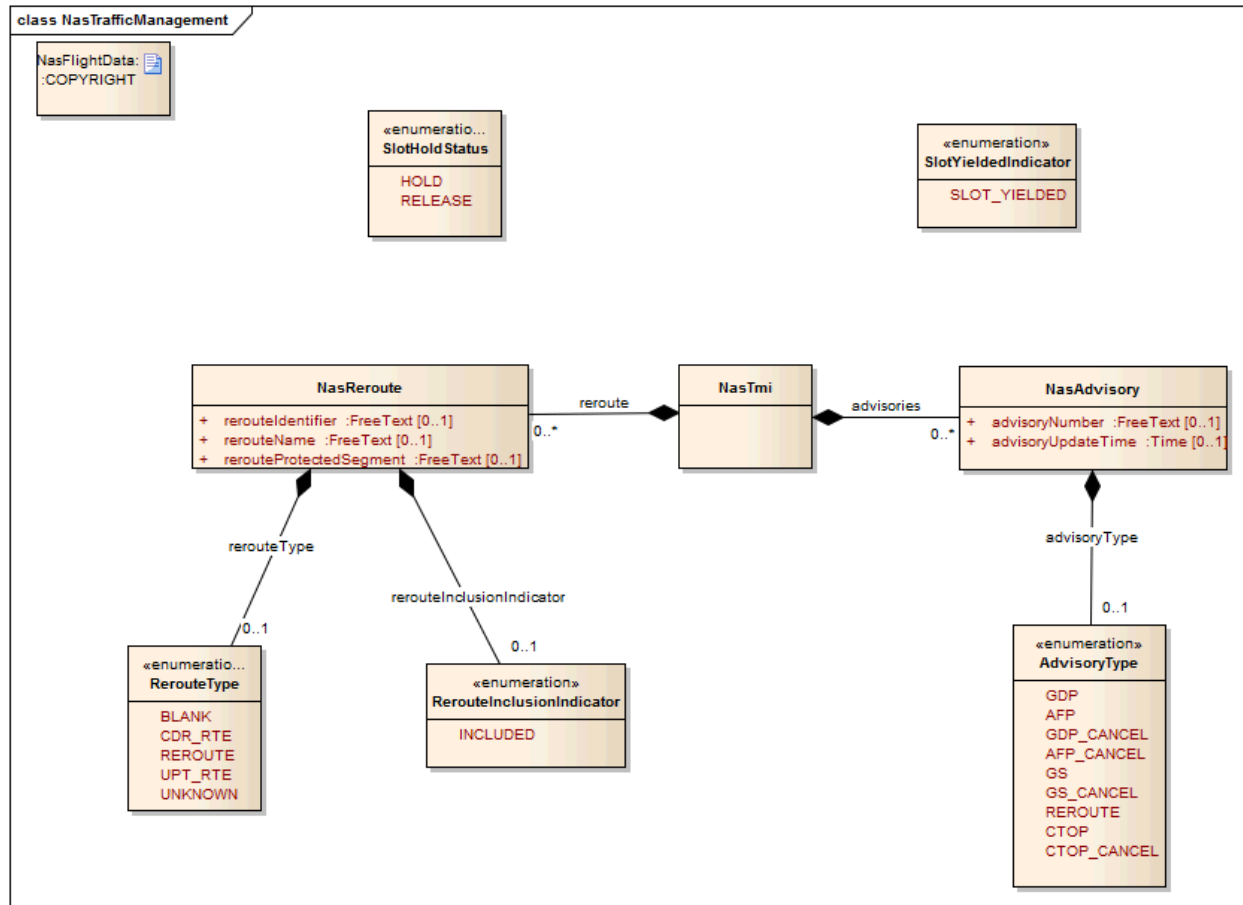 class NasTrafficManagement
NasFlightData:
:COPYRIGHT
«enumeratio...
SlotHoldStatus
HOLD
RELEASE
«enumeration»
SlotYieldedIndicator
SLOT_YIELDED
NasReroute
+ rerouteIdentifier :FreeText [0..1]
+ rerouteName :FreeText [0..1]
+ rerouteProtectedSegment :FreeText [0..1]
reroute
0..*
NasTmi
advisories
0..*
NasAdvisory
+ advisoryNumber :FreeText [0..1]
+ advisoryUpdateTime :Time [0..1]
rerouteType
0..1
rerouteInclusionIndicator
0..1
advisoryType
0..1
«enumeratio...
RerouteType
BLANK
CDR_RTE
REROUTE
UPT_RTE
UNKNOWN
«enumeration»
RerouteInclusionIndicator
INCLUDED
«enumeration»
AdvisoryType
GDP
AFP
GDP_CANCEL
AFP_CANCEL
GS
GS_CANCEL
REROUTE
CTOP
CTOP_CANCEL